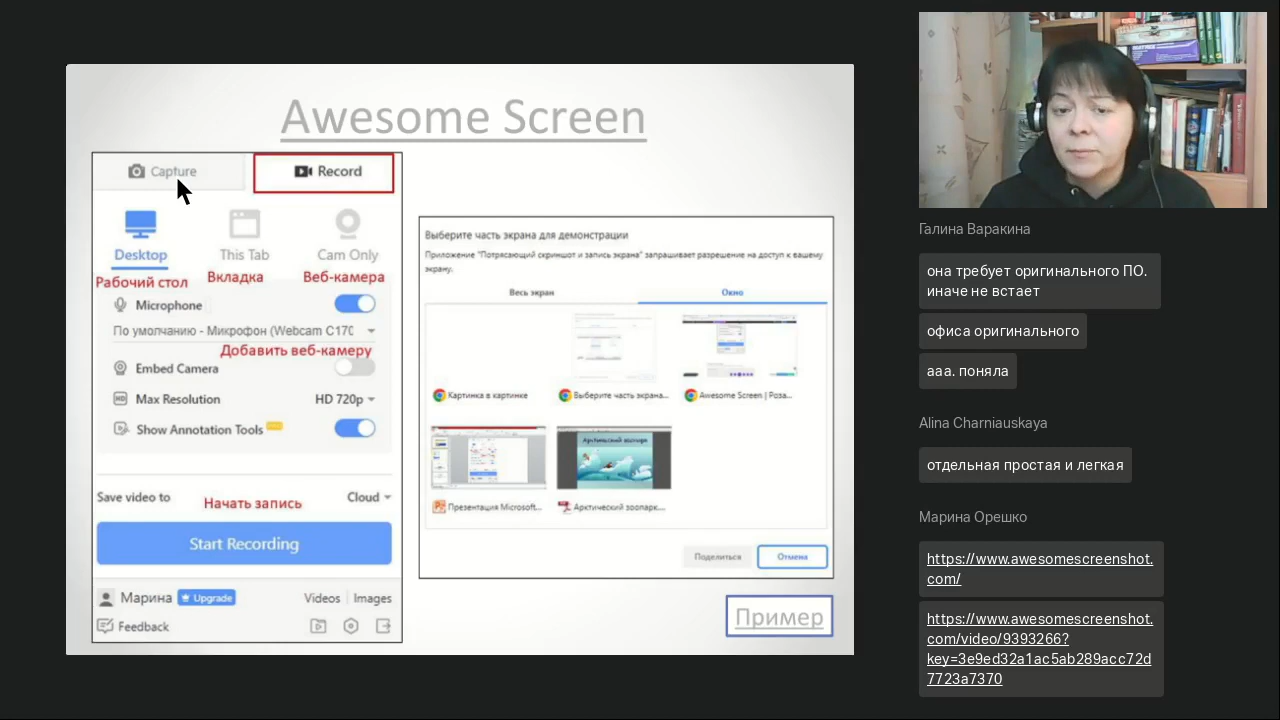 Awesome Screen
Capture
Record
Desktop
This Tab
Cam Only
Рабочий стол
Вкладка
Веб-камера
Microphone
По умолчанию - Микрофон (Webcam C170
Добавить веб-камеру
Embed Camera
Max Resolution
HD 720p
Show Annotation Tools
Save video to
Начать запись
Cloud
Start Recording
Марина
Upgrade
Videos
Images
Feedback
Выберите часть экрана для демонстрации
Приложение "Потрясающий скриншот и запись экрана" запрашивает разрешение на доступ к вашему
экрану.
Весь экран
Окно
Картинка в картинке
Выберите часть экрана...
Awesome Screen | Роза...
Арктический зоопарк
Презентация Microsoft...
Арктический зоопарк...
Поделиться
Отмена
Пример
Галина Варакина
она требует оригинального ПО.
иначе не встает
офиса оригинального
ааа. поняла
Alina Charniauskaya
отдельная простая и легкая
Марина Орешко
https://www.awesomescreenshot.
com/
https://www.awesomescreenshot.
com/video/9393266?
key=3e9ed32a1ac5ab289acc72d
7723a7370